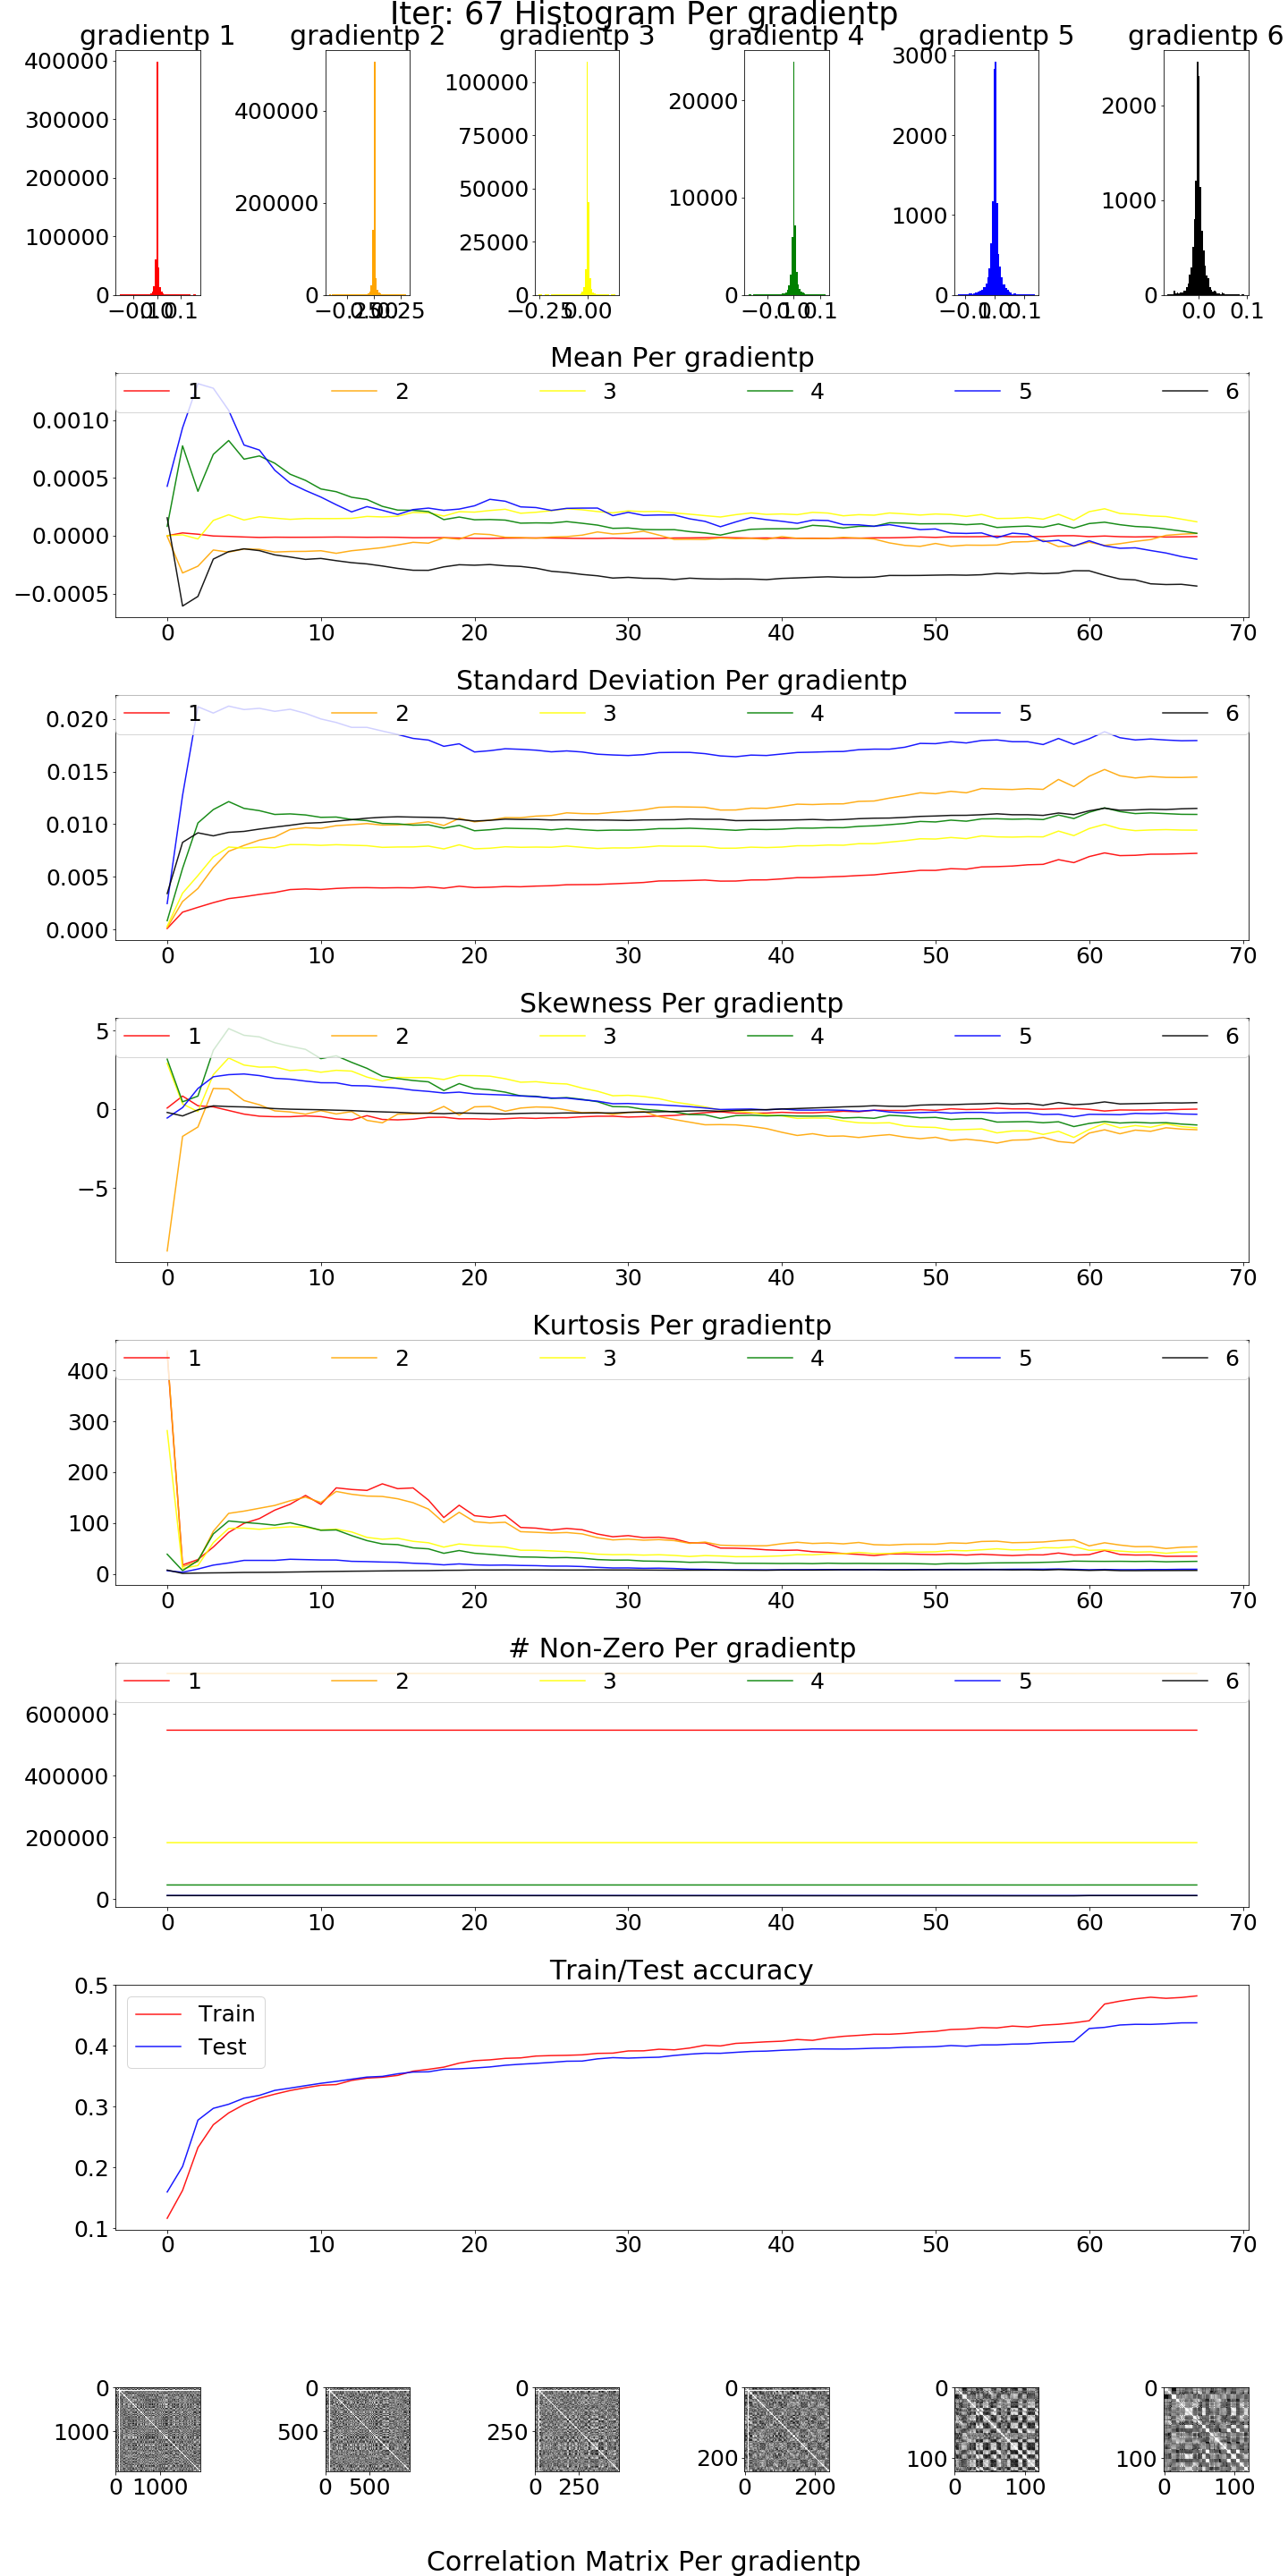 Iter: 67 Histogram Per gradientp
gradientp 1 gradientp 2 gradientp 3 gradientp 4 gradientp 5 gradientp 6
400000
300000
200000
100000
0
400000
200000
0
100000
75000
50000
25000
0
20000
10000
0
3000
2000
1000
0
2000
1000
0
−0.1 0.0 0.1
−0.25 0.00 0.25
−0.25 0.00
−0.1 0.0 0.1
−0.1 0.0 0.1
0.0 0.1
Mean Per gradientp
1 2 3 4 5 6
0.0010
0.0005
0.0000
−0.0005
0 10 20 30 40 50 60 70
Standard Deviation Per gradientp
1 2 3 4 5 6
0.020
0.015
0.010
0.005
0.000
0 10 20 30 40 50 60 70
Skewness Per gradientp
1 2 3 4 5 6
5
0
−5
0 10 20 30 40 50 60 70
Kurtosis Per gradientp
1 2 3 4 5 6
400
300
200
100
0
0 10 20 30 40 50 60 70
# Non-Zero Per gradientp
1 2 3 4 5 6
600000
400000
200000
0
0 10 20 30 40 50 60 70
Train/Test accuracy
Train
Test
0.5
0.4
0.3
0.2
0.1
0 10 20 30 40 50 60 70
0
1000
0 1000
0
500
0 500
0
250
0 250
0
200
0 200
0
100
0 100
0
100
0 100
Correlation Matrix Per gradientp